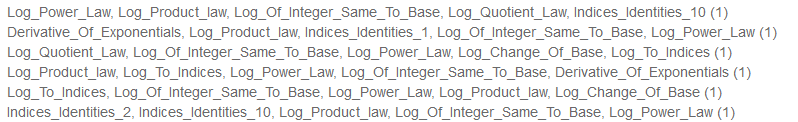 Log_Power_Law, Log_Product_law, Log_Of_Integer_Same_To_Base, Log_Quotient_Law, Indices_Identities_10 (1)
Derivative_Of_Exponentials, Log_Product_law, Indices_Identities_1, Log_Of_Integer_Same_To_Base, Log_Power_Law (1)
Log_Quotient_Law, Log_Of_Integer_Same_To_Base, Log_Power_Law, Log_Change_Of_Base, Log_To_Indices (1)
Log_Product_law, Log_To_Indices, Log_Power_Law, Log_Of_Integer_Same_To_Base, Derivative_Of_Exponentials (1)
Log_To_Indices, Log_Of_Integer_Same_To_Base, Log_Power_Law, Log_Product_law, Log_Change_Of_Base (1)
Indices_Identities_2, Indices_Identities_10, Log_Product_law, Log_Of_Integer_Same_To_Base, Log_Power_Law (1)